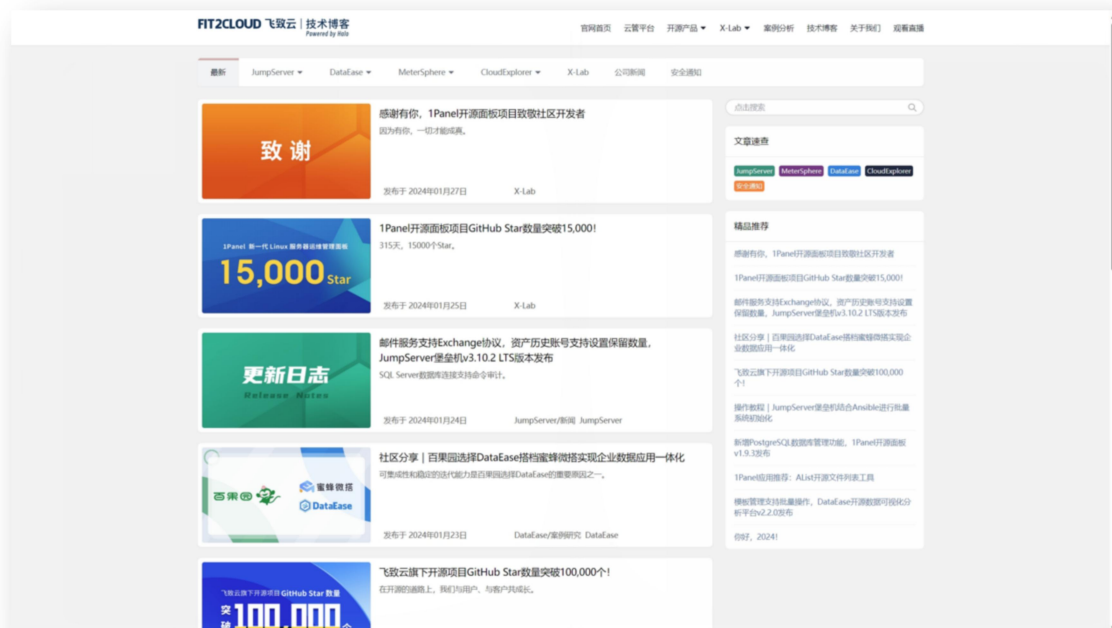 FIT2CLOUD 飞致云 | 技术博客
Powered by Halo
官网首页 云管平台 开源产品 X-Lab 案例分析 技术博客 关于我们 观看直播
最新 JumpServer DataEase MeterSphere CloudExplorer X-Lab 公司新闻 安全通知
致谢
感谢有你，1Panel开源面板项目致敬社区开发者
因为有你，一切才能成真。
发布于 2024年01月27日 X-Lab
1Panel 新一代 Linux 服务器运维管理面板
15,000 Star
1Panel开源面板项目GitHub Star数量突破15,000！
315天，15000个Star。
发布于 2024年01月25日 X-Lab
更新日志
Release Notes
邮件服务支持Exchange协议，资产历史账号支持设置保留数量，
JumpServer堡垒机v3.10.2 LTS版本发布
SQL Server数据库连接支持命令审计。
发布于 2024年01月24日 JumpServer/新闻 JumpServer
百果园
蜜蜂微搭
DataEase
社区分享｜百果园选择DataEase搭档蜜蜂微搭实现企业数据应用一体化
可集成性和稳定的迭代能力是百果园选择DataEase的重要原因之一。
发布于 2024年01月23日 DataEase/案例研究 DataEase
飞致云旗下开源项目GitHub Star 数量
突破 100,000 个
飞致云旗下开源项目GitHub Star数量突破100,000个！
在开源的道路上，我们与用户、与客户共成长。
点击搜索
文章速查
JumpServer MeterSphere DataEase CloudExplorer
安全通知
精品推荐
感谢有你，1Panel开源面板项目致敬社区开发者
1Panel开源面板项目GitHub Star数量突破15,000！
邮件服务支持Exchange协议，资产历史账号支持设置
保留数量，JumpServer堡垒机v3.10.2 LTS版本发布
社区分享｜百果园选择DataEase搭档蜜蜂微搭实现企
业数据应用一体化
飞致云旗下开源项目GitHub Star数量突破100,000
个！
操作教程｜JumpServer堡垒机结合Ansible进行批量
系统初始化
新增PostgreSQL数据库管理功能，1Panel开源面板
v1.9.3发布
1Panel应用推荐：AList开源文件列表工具
模板管理支持批量操作，DataEase开源数据可视化分
析平台v2.2.0发布
你好，2024！